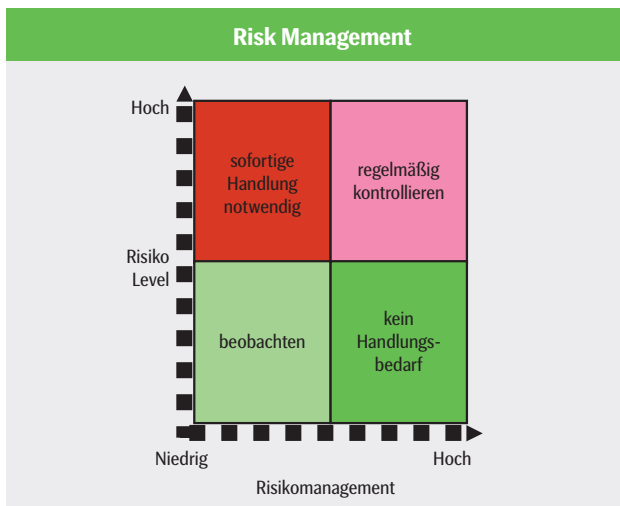 Risk Management
Hoch
sofortige
Handlung
notwendig
regelmäßig
kontrollieren
Risiko
Level
beobachten
kein
Handlungs-
bedarf
Niedrig
Hoch
Risikomanagement